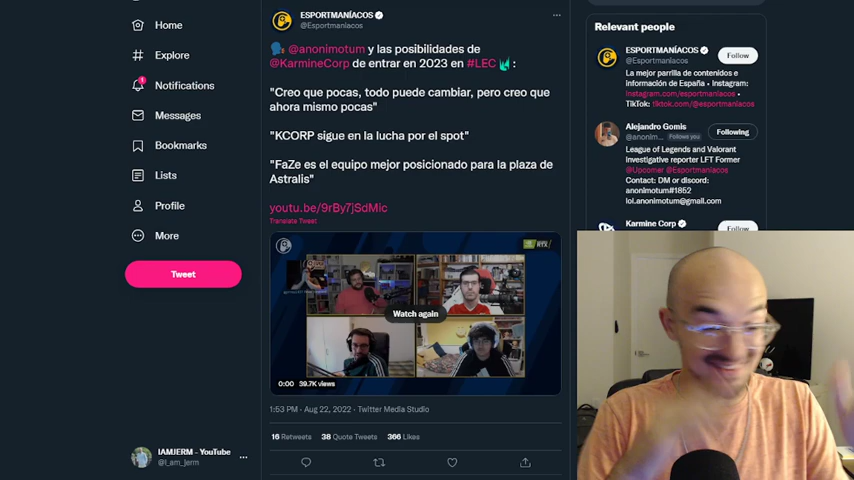 Home
Explore
1
Notifications
Messages
Bookmarks
Lists
Profile
More
Tweet
IAMJERM - YouTube
@I_am_jerm
ESPORTMANÍACOS
@Esportmaniacos
@anonimotum y las posibilidades de
@KarmineCorp de entrar en 2023 en #LEC :
"Creo que pocas, todo puede cambiar, pero creo que
ahora mismo pocas"
"KCORP sigue en la lucha por el spot"
"FaZe es el equipo mejor posicionado para la plaza de
Astralis"
youtu.be/9rBy7jSdMic
Translate Tweet
Watch again
0:00 39.7K views
1:53 PM · Aug 22, 2022 · Twitter Media Studio
16 Retweets 38 Quote Tweets 366 Likes
Relevant people
ESPORTMANÍACOS
@Esportmaniacos
Follow
La mejor parrilla de contenidos e
información de España • Instagram:
instagram.com/esportmaniacos •
TikTok: tiktok.com/@esportmaniacos
Alejandro Gomis
@anonim... Follows you
Following
League of Legends and Valorant
investigative reporter LFT Former
@Upcomer @Esportmaniacos
Contact: DM or discord:
anonimotum#1852
lol.anonimotum@gmail.com
Karmine Corp
Follow